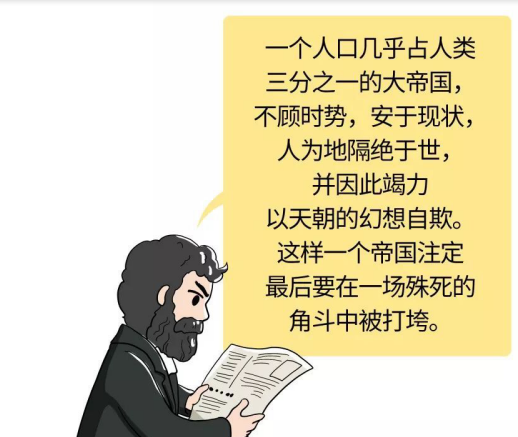 一个人口几乎占人类
三分之一的大帝国，
不顾时势，安于现状，
人为地隔绝于世，
并因此竭力
以天朝的幻想自欺。
这样一个帝国注定
最后要在一场殊死的
角斗中被打垮。